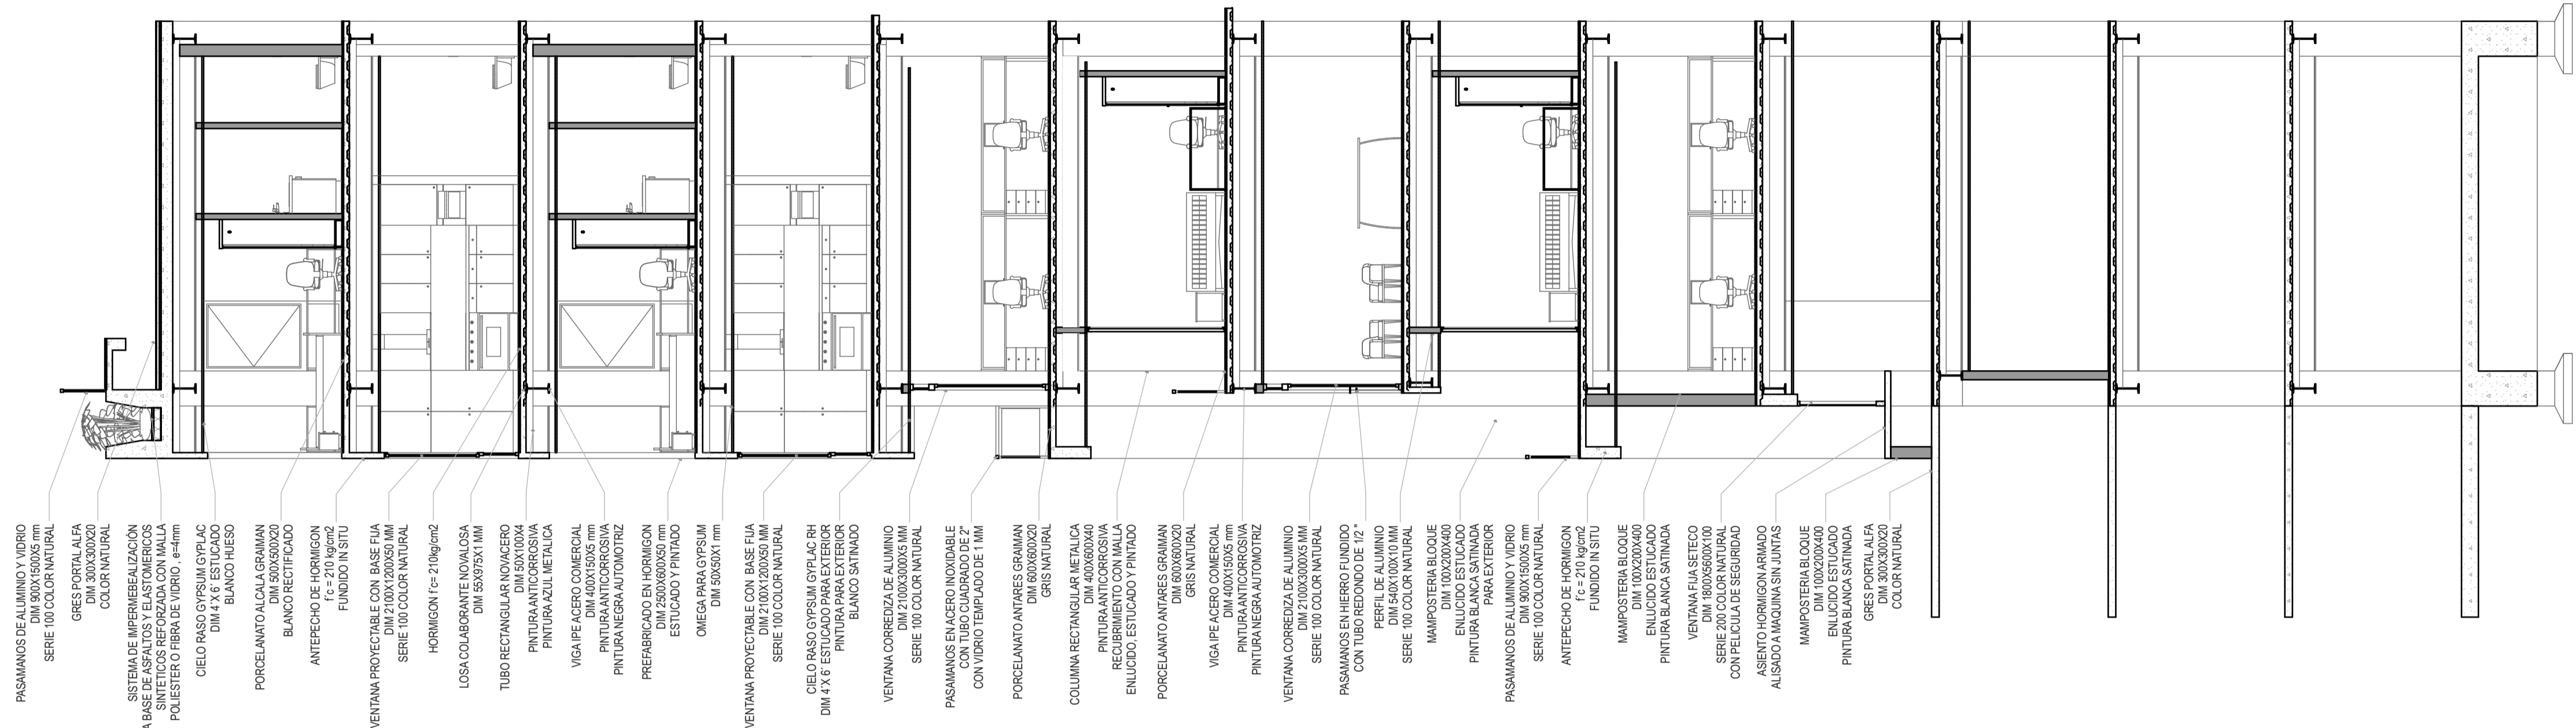 PASAMANOS DE ALUMINIO Y VIDRIO
DIM 900X1500X5 mm
SERIE 100 COLOR NATURAL
GRES PORTAL ALFA
DIM 300X300X20
COLOR NATURAL
SISTEMA DE IMPERMEBEALIZACIÓN
A BASE DE ASFALTOS Y ELASTOMERICOS
SINTETICOS REFORZADA CON MALLA
POLIESTER O FIBRA DE VIDRIO , e=4mm
CIELO RASO GYPSUM GYPLAC
DIM 4'X 6' ESTUCADO
BLANCO HUESO
PORCELANATO ALCALA GRAIMAN
DIM 500X500X20
BLANCO RECTIFICADO
ANTEPECHO DE HORMIGON
f'c = 210 kg/cm2
FUNDIDO IN SITU
VENTANA PROYECTABLE CON BASE FIJA
DIM 2100X1200X50 MM
SERIE 100 COLOR NATURAL
HORMIGON f'c= 210kg/cm2
LOSA COLABORANTE NOVALOSA
DIM 55X975X1 MM
TUBO RECTANGULAR NOVACERO
DIM 50X100X4
PINTURA ANTICORROSIVA
PINTURA AZUL METALICA
VIGA IPE ACERO COMERCIAL
DIM 400X150X5 mm
PINTURA ANTICORROSIVA
PINTURA NEGRA AUTOMOTRIZ
PREFABRICADO EN HORMIGON
DIM 2500X600X50 mm
ESTUCADO Y PINTADO
OMEGA PARA GYPSUM
DIM 50X50X1 mm
VENTANA PROYECTABLE CON BASE FIJA
DIM 2100X1200X50 MM
SERIE 100 COLOR NATURAL
CIELO RASO GYPSUM GYPLAC RH
DIM 4'X 6' ESTUCADO PARA EXTERIOR
PINTURA PARA EXTERIOR
BLANCO SATINADO
VENTANA CORREDIZA DE ALUMINIO
DIM 2100X3000X5 MM
SERIE 100 COLOR NATURAL
PASAMANOS EN ACERO INOXIDABLE
CON TUBO CUADRADO DE 2"
CON VIDRIO TEMPLADO DE 1 MM
PORCELANATO ANTARES GRAIMAN
DIM 600X600X20
GRIS NATURAL
COLUMNA RECTANGULAR METALICA
DIM 400X600X40
PINTURA ANTICORROSIVA
RECUBRIMIENTO CON MALLA
ENLUCIDO, ESTUCADO Y PINTADO
PORCELANATO ANTARES GRAIMAN
DIM 600X600X20
GRIS NATURAL
VIGA IPE ACERO COMERCIAL
DIM 400X150X5 mm
PINTURA ANTICORROSIVA
PINTURA NEGRA AUTOMOTRIZ
VENTANA CORREDIZA DE ALUMINIO
DIM 2100X3000X5 MM
SERIE 100 COLOR NATURAL
PASAMANOS EN HIERRO FUNDIDO
CON TUBO REDONDO DE 1/2 "
PERFIL DE ALUMINIO
DIM 540X100X10 MM
SERIE 100 COLOR NATURAL
MAMPOSTERIA BLOQUE
DIM 100X200X400
ENLUCIDO ESTUCADO
PINTURA BLANCA SATINADA
PARA EXTERIOR
PASAMANOS DE ALUMINIO Y VIDRIO
DIM 900X1500X5 mm
SERIE 100 COLOR NATURAL
ANTEPECHO DE HORMIGON
f'c = 210 kg/cm2
FUNDIDO IN SITU
MAMPOSTERIA BLOQUE
DIM 100X200X400
ENLUCIDO ESTUCADO
PINTURA BLANCA SATINADA
VENTANA FIJA SETECO
DIM 1800X5600X100
SERIE 200 COLOR NATURAL
CON PELICULA DE SEGURIDAD
ASIENTO HORMIGON ARMADO
ALISADO A MAQUINA SIN JUNTAS
MAMPOSTERIA BLOQUE
DIM 100X200X400
ENLUCIDO ESTUCADO
PINTURA BLANCA SATINADA
GRES PORTAL ALFA
DIM 300X300X20
COLOR NATURAL